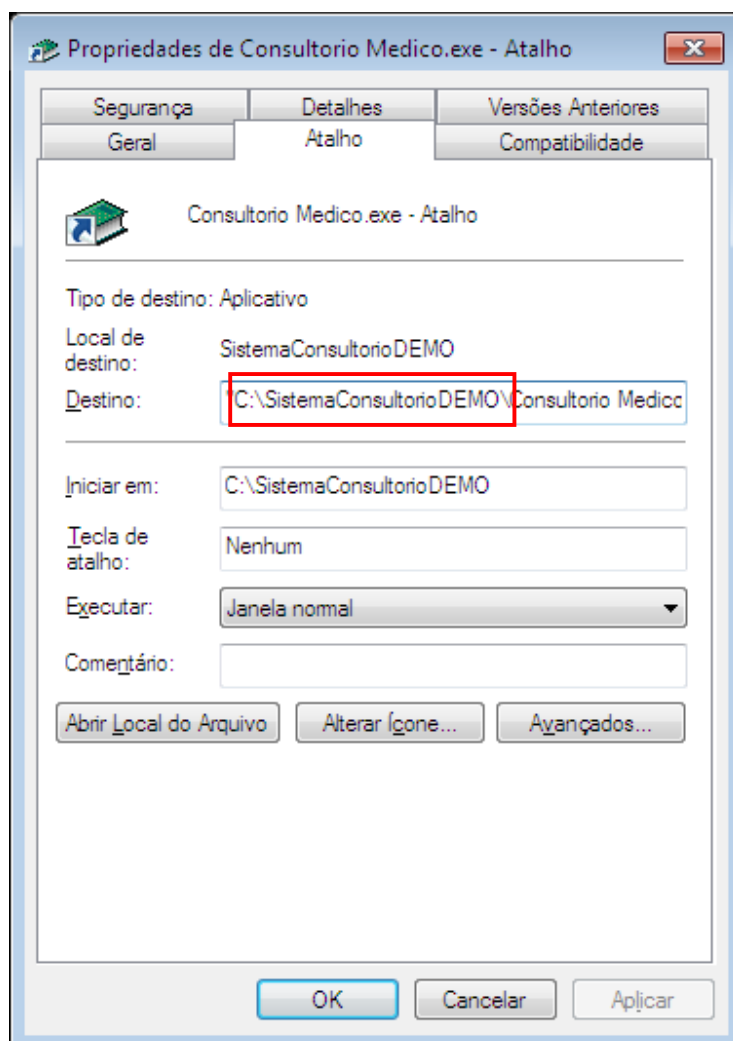 Propriedades de Consultorio Medico.exe - Atalho
Segurança Detalhes Versões Anteriores
Geral Atalho Compatibilidade
Consultorio Medico.exe - Atalho
Tipo de destino: Aplicativo
Local de destino: SistemaConsultorioDEMO
Destino: "C:\SistemaConsultorioDEMO\Consultorio Medico
Iniciar em: C:\SistemaConsultorioDEMO
Tecla de atalho: Nenhum
Executar: Janela normal
Comentário:
Abrir Local do Arquivo Alterar Ícone... Avançados...
OK Cancelar Aplicar